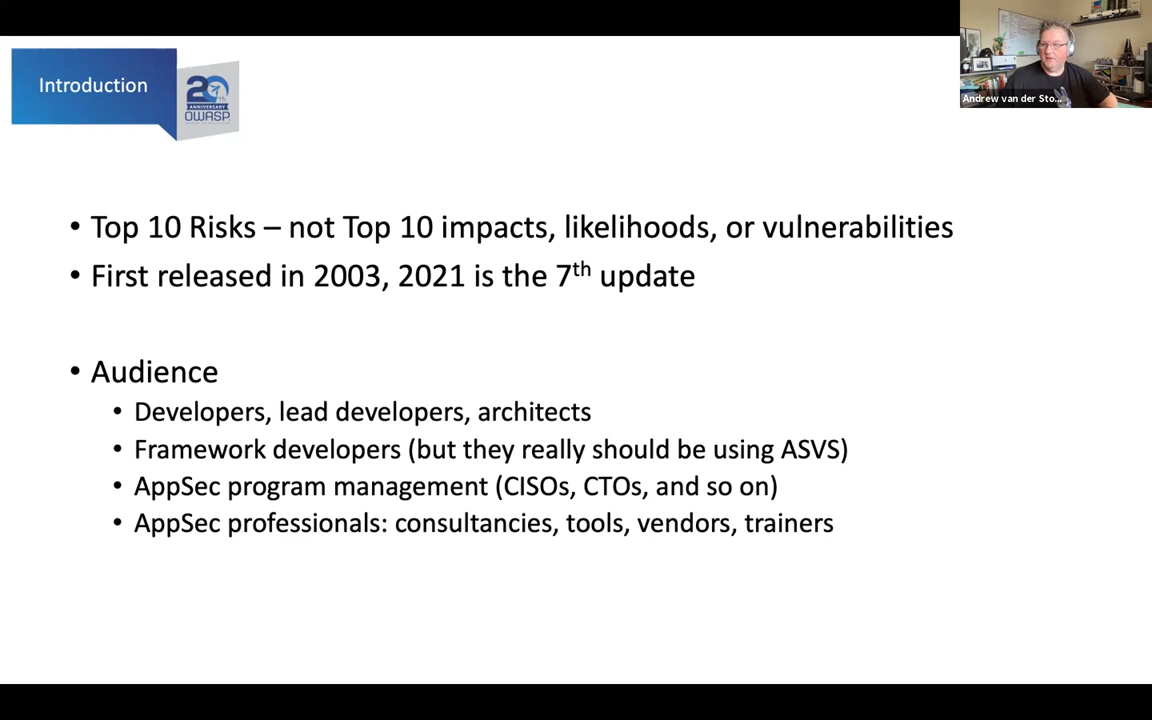 Introduction
20th
ANNIVERSARY
OWASP
Andrew van der Sto...
• Top 10 Risks – not Top 10 impacts, likelihoods, or vulnerabilities
• First released in 2003, 2021 is the 7th update
• Audience
• Developers, lead developers, architects
• Framework developers (but they really should be using ASVS)
• AppSec program management (CISOs, CTOs, and so on)
• AppSec professionals: consultancies, tools, vendors, trainers